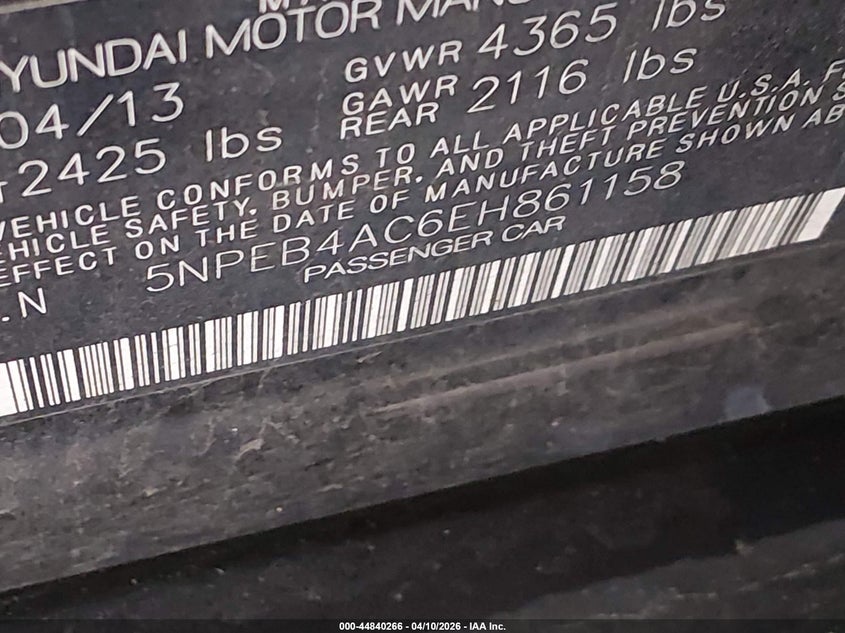 HYUNDAI MOTOR MAN
04/13
GVWR 4365 lbs
2425 lbs
GAWR
REAR 2116 lbs
VEHICLE CONFORMS TO ALL APPLICABLE U.S.A. F
VEHICLE SAFETY, BUMPER, AND THEFT PREVENTION S
EFFECT ON THE DATE OF MANUFACTURE SHOWN AB
.N 5NPEB4AC6EH861158
PASSENGER CAR
000-44840266 - 04/10/2026 - IAA Inc.